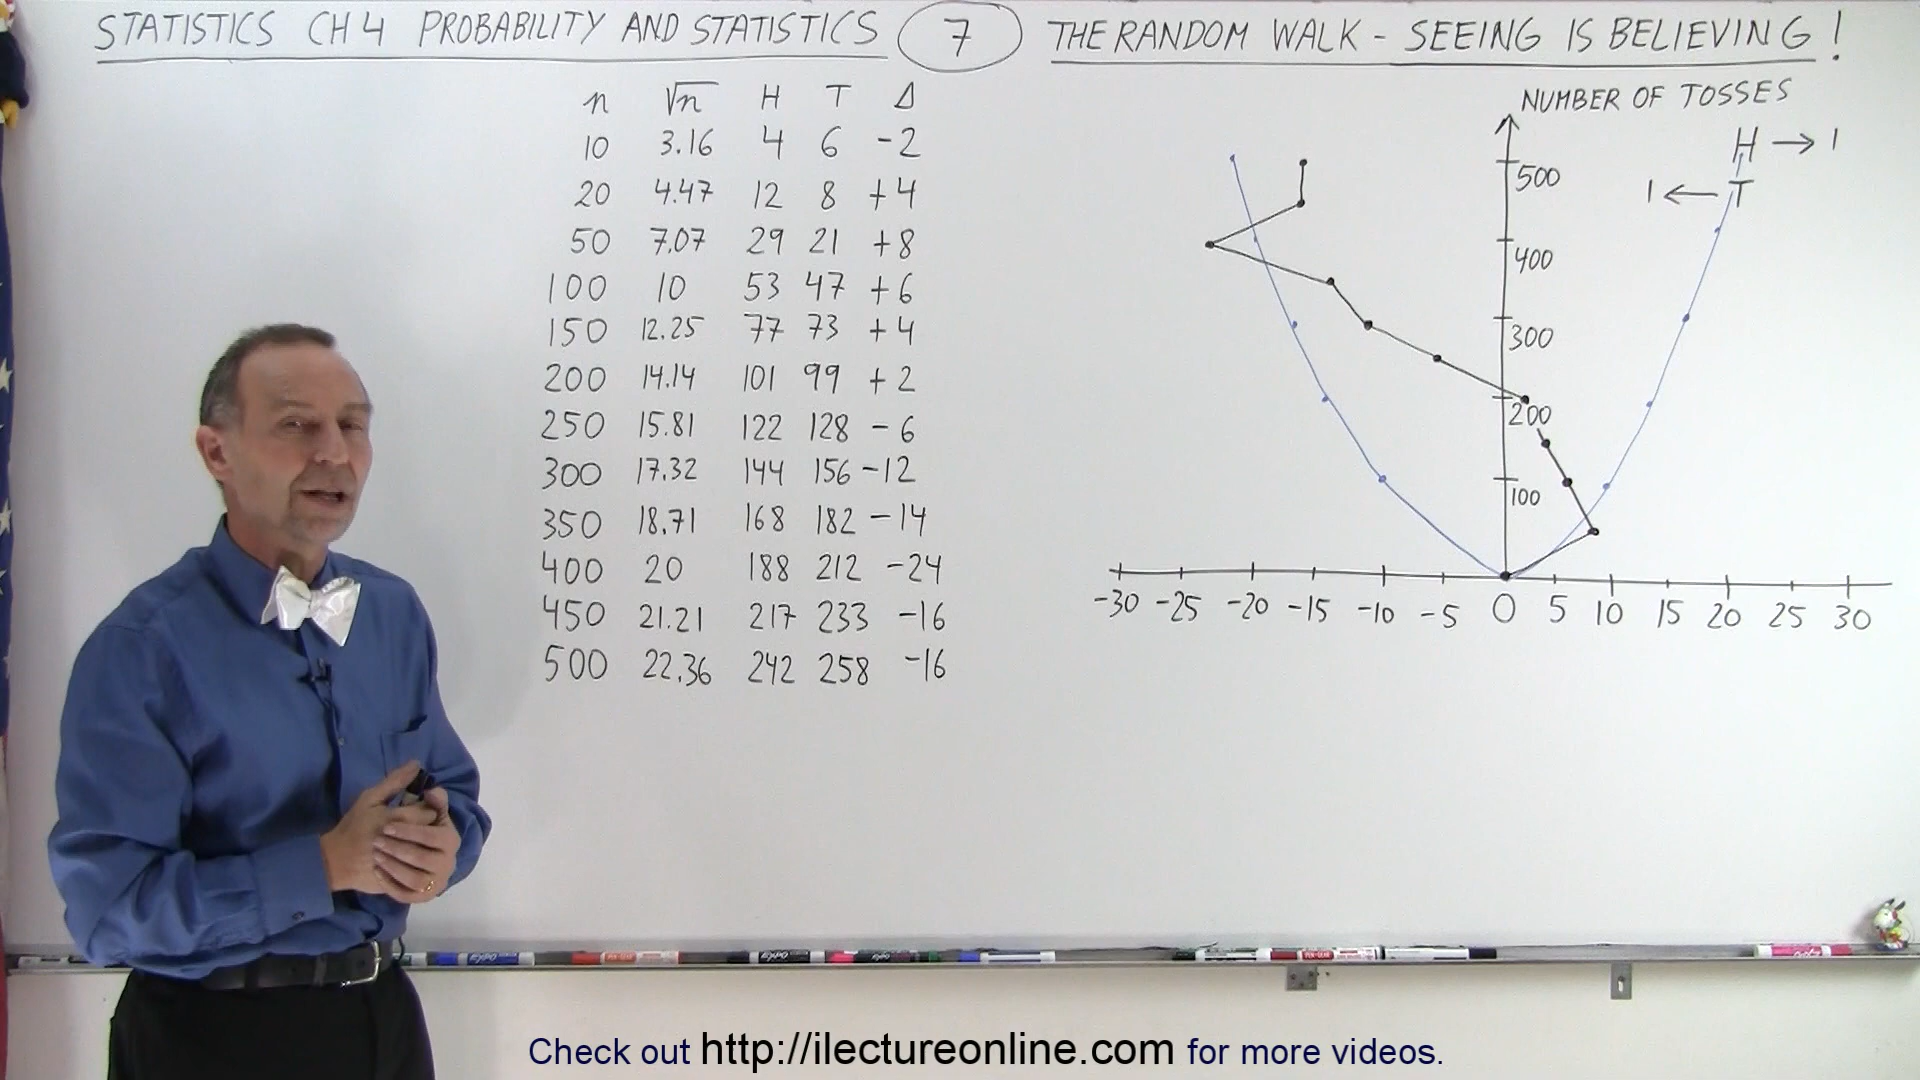 STATISTICS CH 4 PROBABILITY AND STATISTICS 7 THE RANDOM WALK - SEEING IS BELIEVING!
n √n H T Δ
10 3.16 4 6 -2
20 4.47 12 8 +4
50 7.07 29 21 +8
100 10 53 47 +6
150 12.25 77 73 +4
200 14.14 101 99 +2
250 15.81 122 128 -6
300 17.32 144 156 -12
350 18.71 168 182 -14
400 20 188 212 -24
450 21.21 217 233 -16
500 22.36 242 258 -16
NUMBER OF TOSSES
H → 1
1 ← T
500
400
300
200
100
-30 -25 -20 -15 -10 -5 0 5 10 15 20 25 30
EXPO
Check out http://ilectureonline.com for more videos.